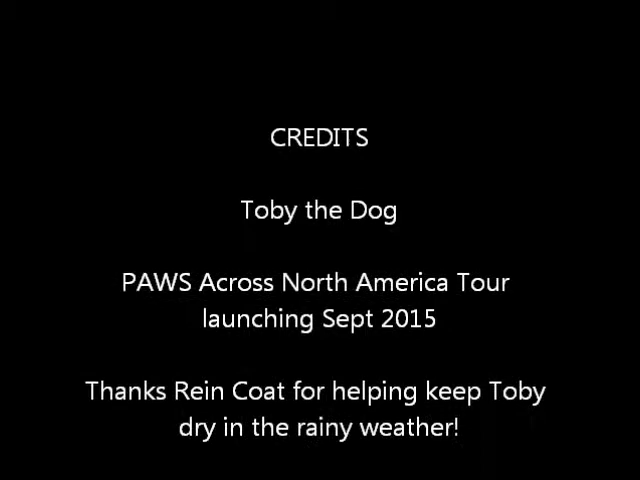 CREDITS
Toby the Dog
PAWS Across North America Tour
launching Sept 2015
Thanks Rein Coat for helping keep Toby
dry in the rainy weather!